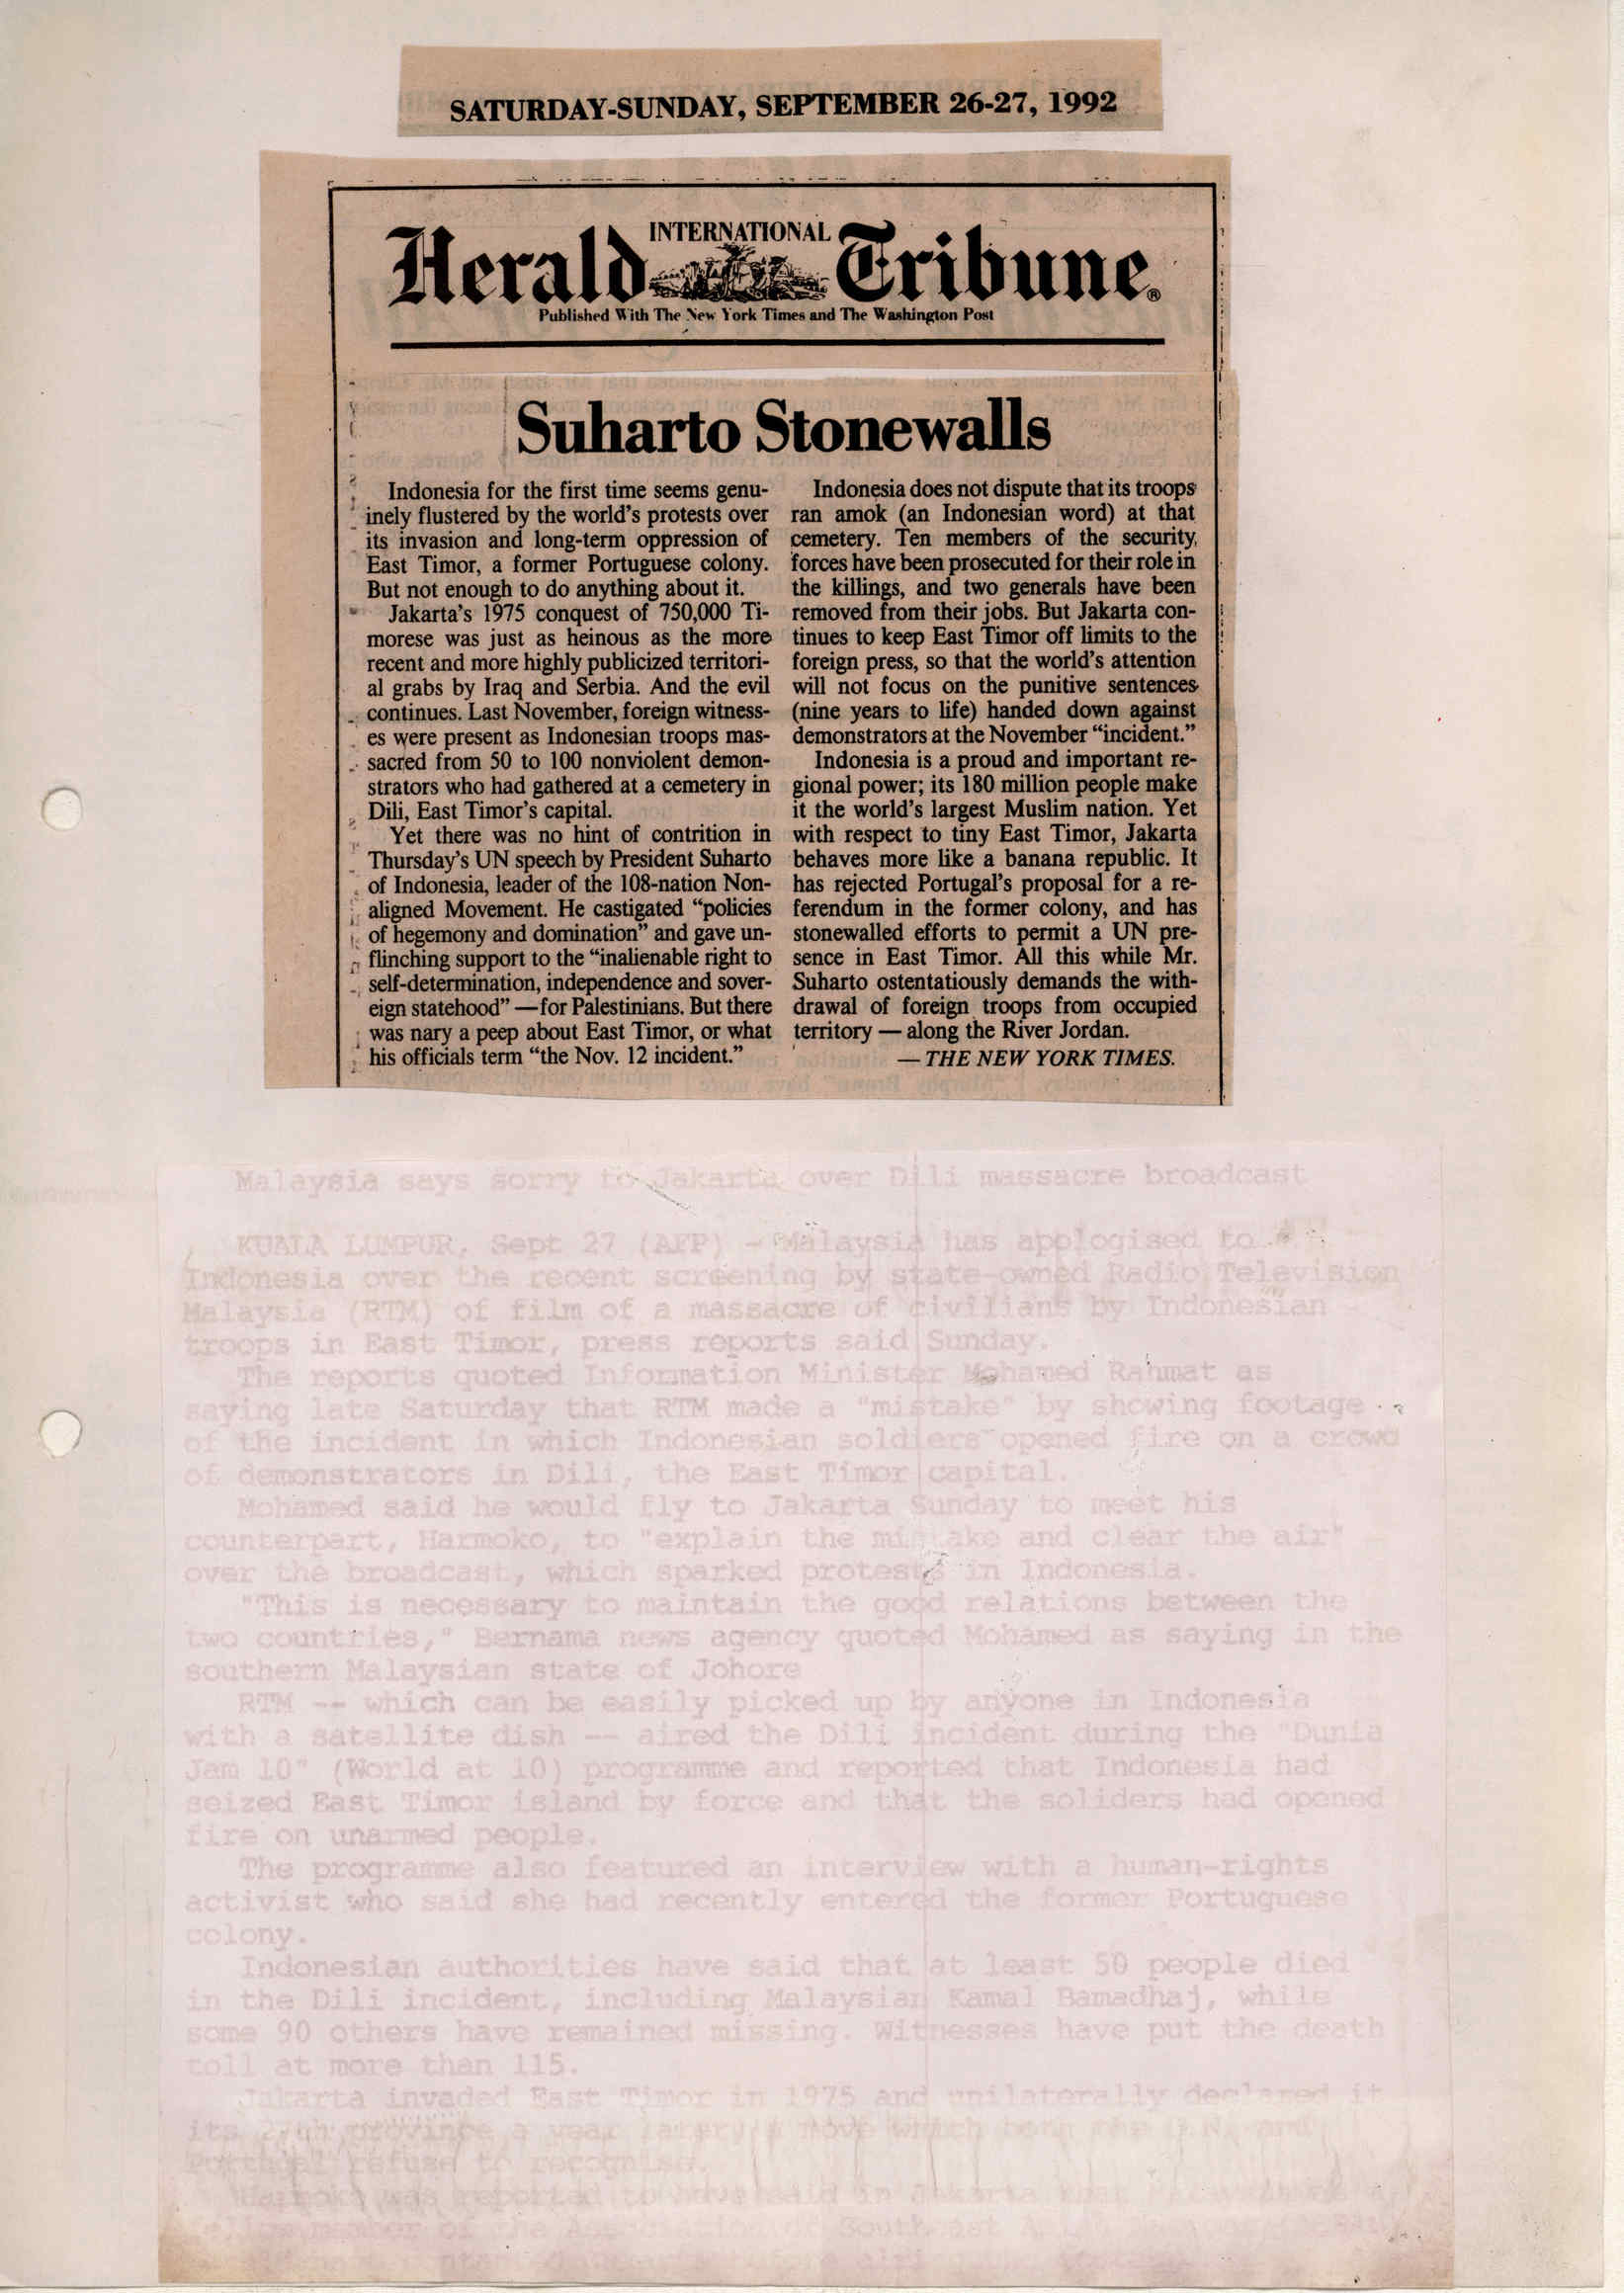 SATURDAY-SUNDAY, SEPTEMBER 26-27, 1992
Herald INTERNATIONAL Tribune®
Published With The New York Times and The Washington Post
Suharto Stonewalls
Indonesia for the first time seems genu-
inely flustered by the world's protests over
its invasion and long-term oppression of
East Timor, a former Portuguese colony.
But not enough to do anything about it.
Jakarta's 1975 conquest of 750,000 Ti-
morese was just as heinous as the more
recent and more highly publicized territori-
al grabs by Iraq and Serbia. And the evil
continues. Last November, foreign witness-
es were present as Indonesian troops mas-
sacred from 50 to 100 nonviolent demon-
strators who had gathered at a cemetery in
Dili, East Timor's capital.
Yet there was no hint of contrition in
Thursday's UN speech by President Suharto
of Indonesia, leader of the 108-nation Non-
aligned Movement. He castigated “policies
of hegemony and domination” and gave un-
flinching support to the “inalienable right to
self-determination, independence and sover-
eign statehood” — for Palestinians. But there
was nary a peep about East Timor, or what
his officials term “the Nov. 12 incident.”
Indonesia does not dispute that its troops
ran amok (an Indonesian word) at that
cemetery. Ten members of the security
forces have been prosecuted for their role in
the killings, and two generals have been
removed from their jobs. But Jakarta con-
tinues to keep East Timor off limits to the
foreign press, so that the world's attention
will not focus on the punitive sentences
(nine years to life) handed down against
demonstrators at the November “incident.”
Indonesia is a proud and important re-
gional power; its 180 million people make
it the world's largest Muslim nation. Yet
with respect to tiny East Timor, Jakarta
behaves more like a banana republic. It
has rejected Portugal's proposal for a re-
ferendum in the former colony, and has
stonewalled efforts to permit a UN pre-
sence in East Timor. All this while Mr.
Suharto ostentatiously demands the with-
drawal of foreign troops from occupied
territory — along the River Jordan.
— THE NEW YORK TIMES.
Malaysia says sorry to Jakarta over Dili massacre broadcast
KUALA LUMPUR, Sept 27 (AFP) - Malaysia has apologised to
Indonesia over the recent screening by state-owned Radio Television
Malaysia (RTM) of film of a massacre of civilians by Indonesian
troops in East Timor, press reports said Sunday.
The reports quoted Information Minister Mohamed Rahmat as
saying late Saturday that RTM made a "mistake" by showing footage
of the incident in which Indonesian soldiers opened fire on a crowd
of demonstrators in Dili, the East Timor capital.
Mohamed said he would fly to Jakarta Sunday to meet his
counterpart, Harmoko, to "explain the mistake and clear the air"
over the broadcast, which sparked protests in Indonesia.
"This is necessary to maintain the good relations between the
two countries," Bernama news agency quoted Mohamed as saying in the
southern Malaysian state of Johore
RTM -- which can be easily picked up by anyone in Indonesia
with a satellite dish -- aired the Dili incident during the "Dunia
Jam 10" (World at 10) programme and reported that Indonesia had
seized East Timor island by force and that the soliders had opened
fire on unarmed people.
The programme also featured an interview with a human-rights
activist who said she had recently entered the former Portuguese
colony.
Indonesian authorities have said that at least 50 people died
in the Dili incident, including Malaysian Kamal Bamadhaj, while
some 90 others have remained missing. Witnesses have put the death
toll at more than 115.
Jakarta invaded East Timor in 1975 and unilaterally declared it
its 27th province a year later, a move which both the U.N. and
Portugal refuse to recognise.
Harmoko was reported to have said in Jakarta that
member of the Association of Southeast